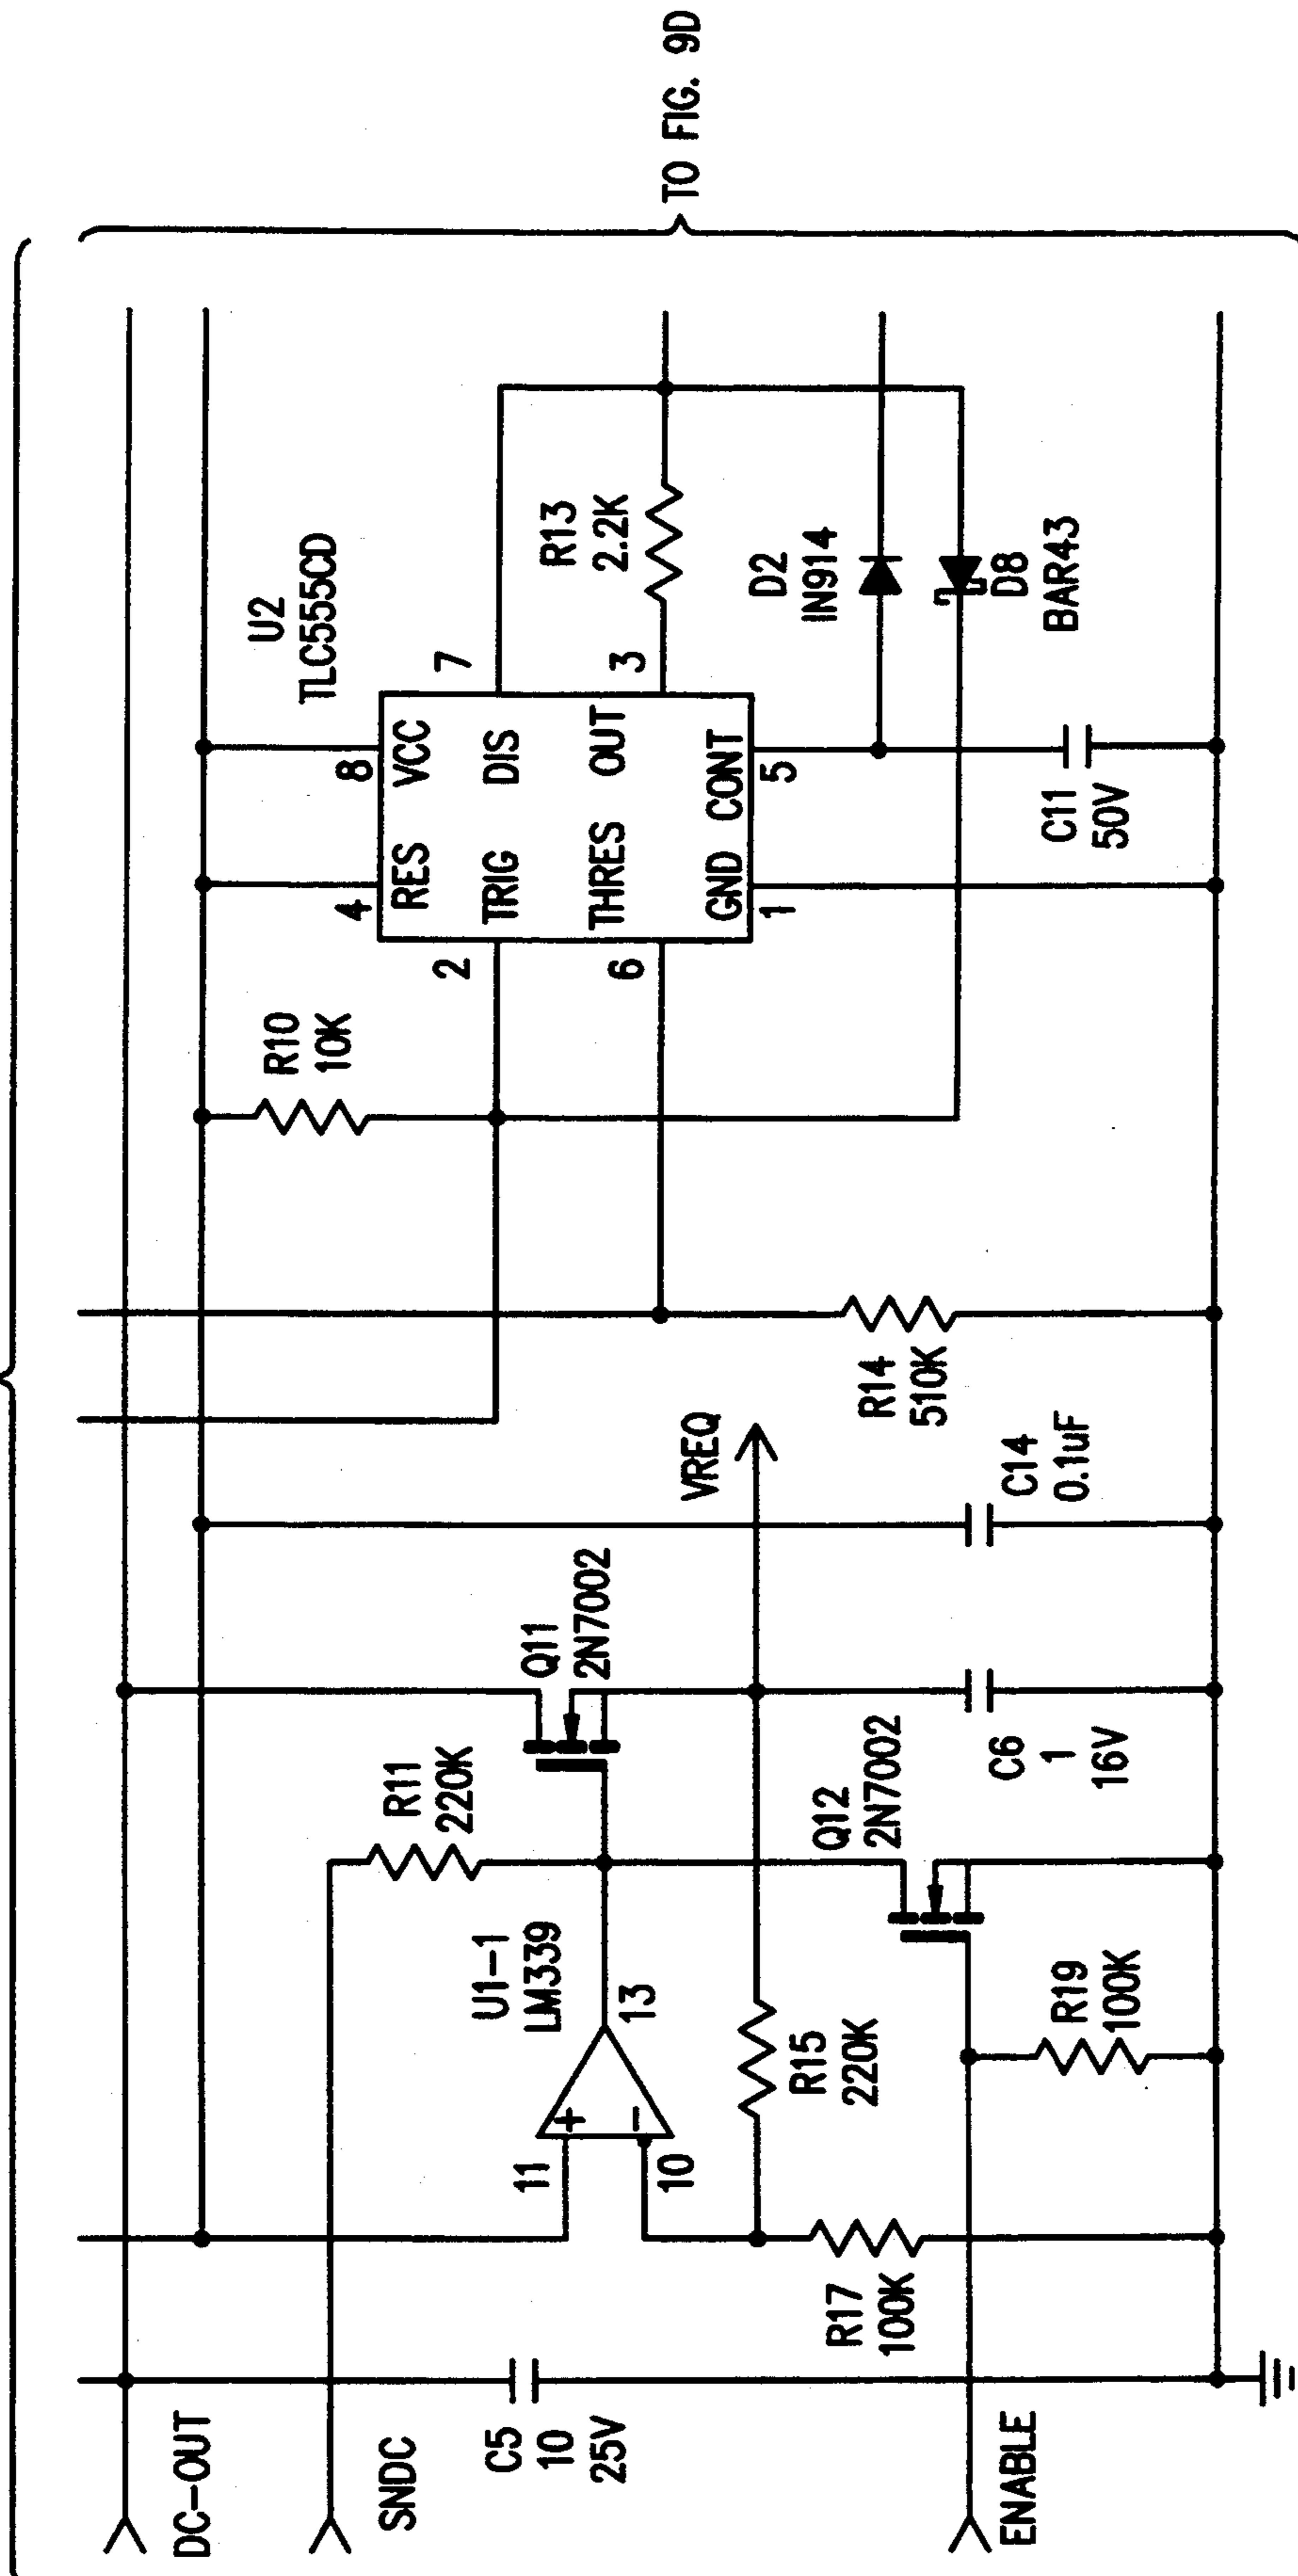 TO FIG. 9D
DC-OUT
SNDC
C5
10
25V
ENABLE
R17
100K
11
10
+
-
U1-1
LM339
13
R15
220K
R19
100K
R11
220K
Q12
2N7002
Q11
2N7002
C6
1
16V
VREQ
C14
0.1uF
R14
510K
R10
10K
U2
TLC555CD
4
8
RES
VCC
2
TRIG
DIS
7
6
THRES
OUT
3
GND
CONT
1
5
R13
2.2K
D2
IN914
D8
BAR43
C11
50V